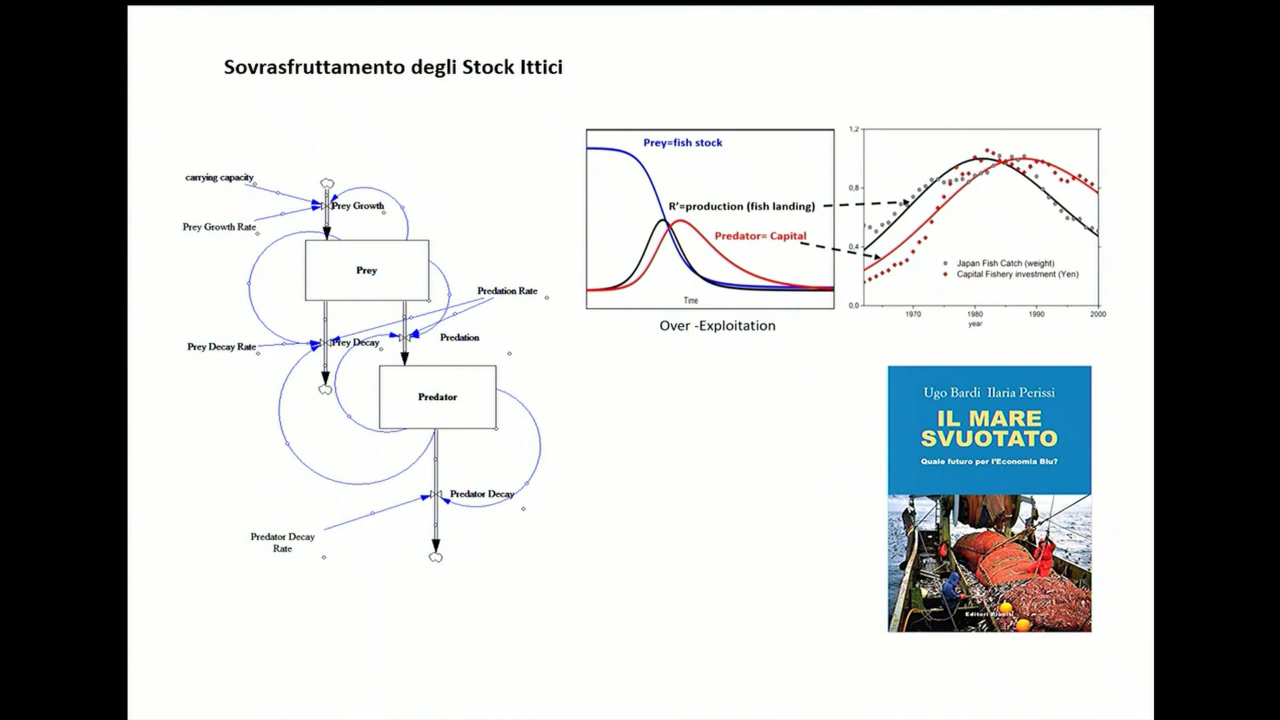 Sovrasfruttamento degli Stock Ittici
carrying capacity
Prey Growth
Prey Growth Rate
Prey
Predation Rate
Prey Decay Rate
Prey Decay
Predation
Predator
Predator Decay
Predator Decay
Rate
Prey=fish stock
R'=production (fish landing)
Predator= Capital
Time
Over -Exploitation
1,2
0,8
0,4
0,0
Japan Fish Catch (weight)
Capital Fishery investment (Yen)
1970
1980
1990
2000
year
Ugo Bardi Ilaria Perissi
IL MARE
SVUOTATO
Quale futuro per l'Economia Blu?
Editori Riuniti